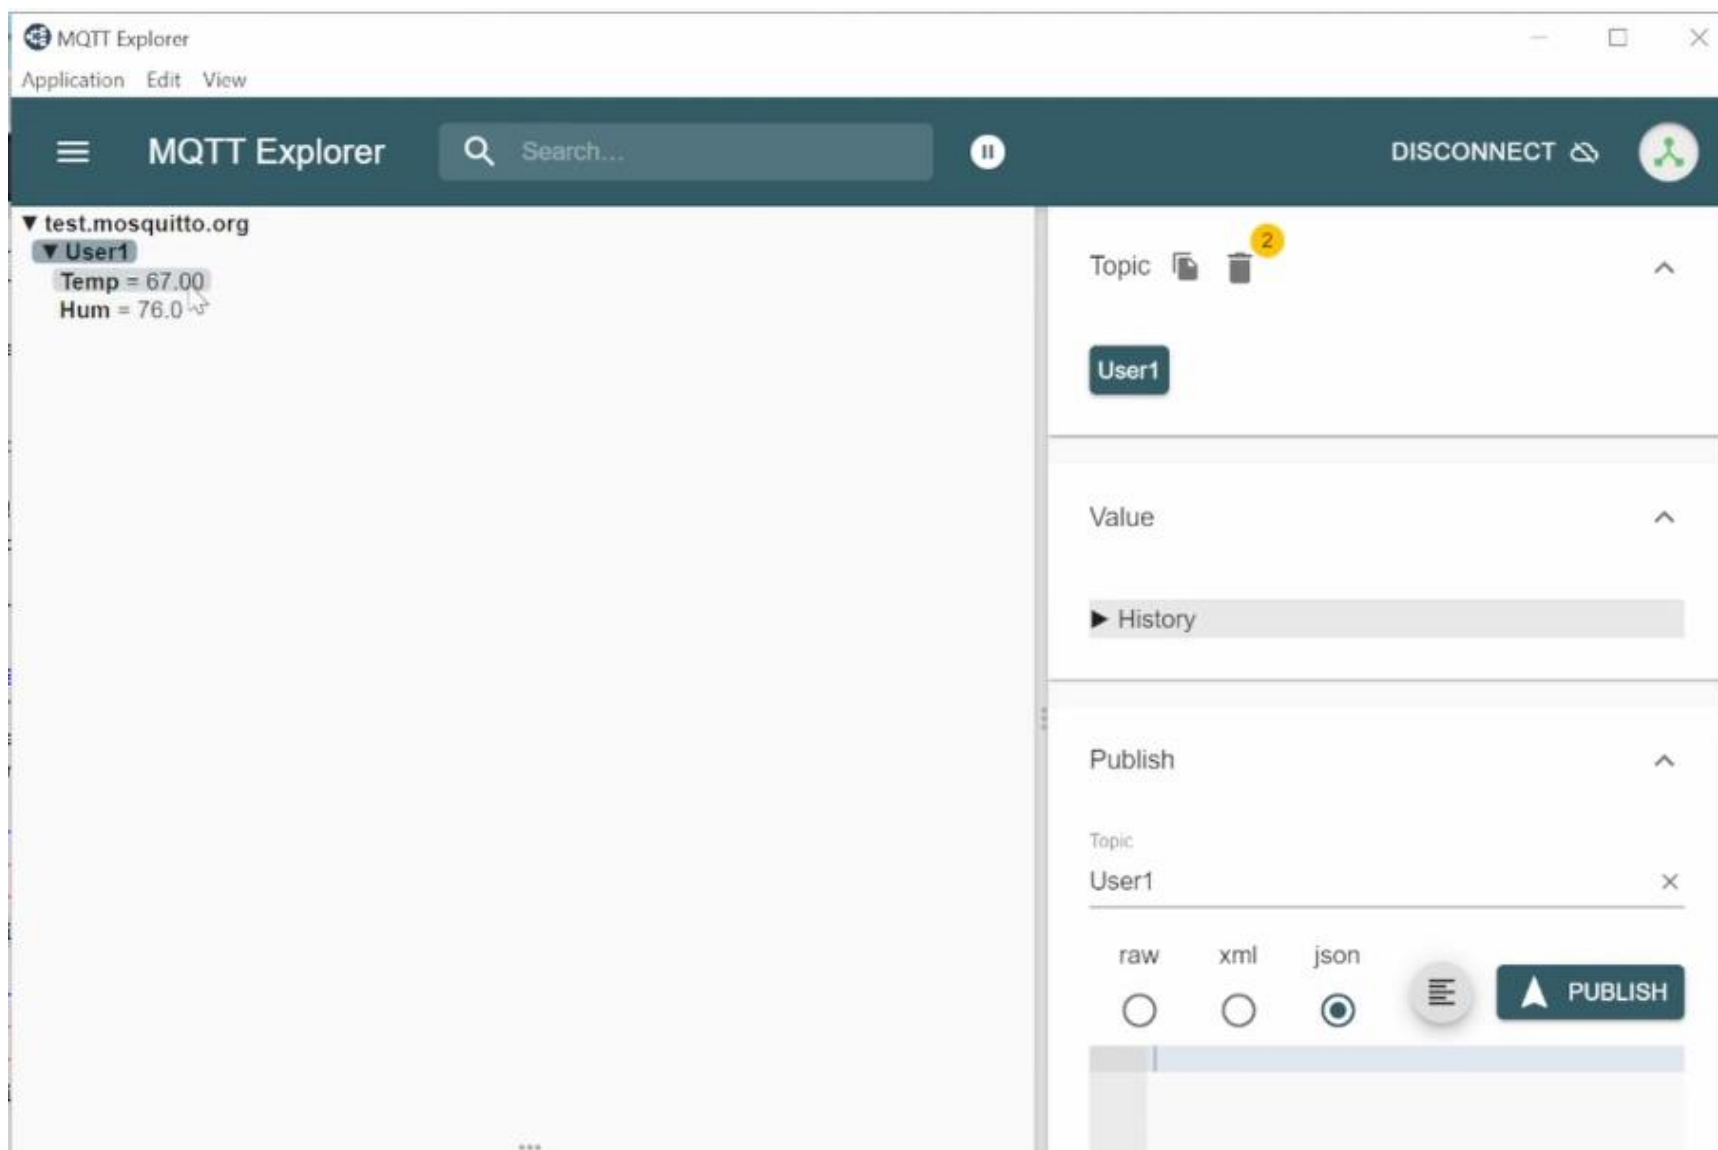 MQTT Explorer
Application Edit View
MQTT Explorer Search... DISCONNECT
▼ test.mosquitto.org
▼ User1
Temp = 67.00
Hum = 76.0
Topic 2
User1
Value
▶ History
Publish
Topic
User1
raw xml json
PUBLISH